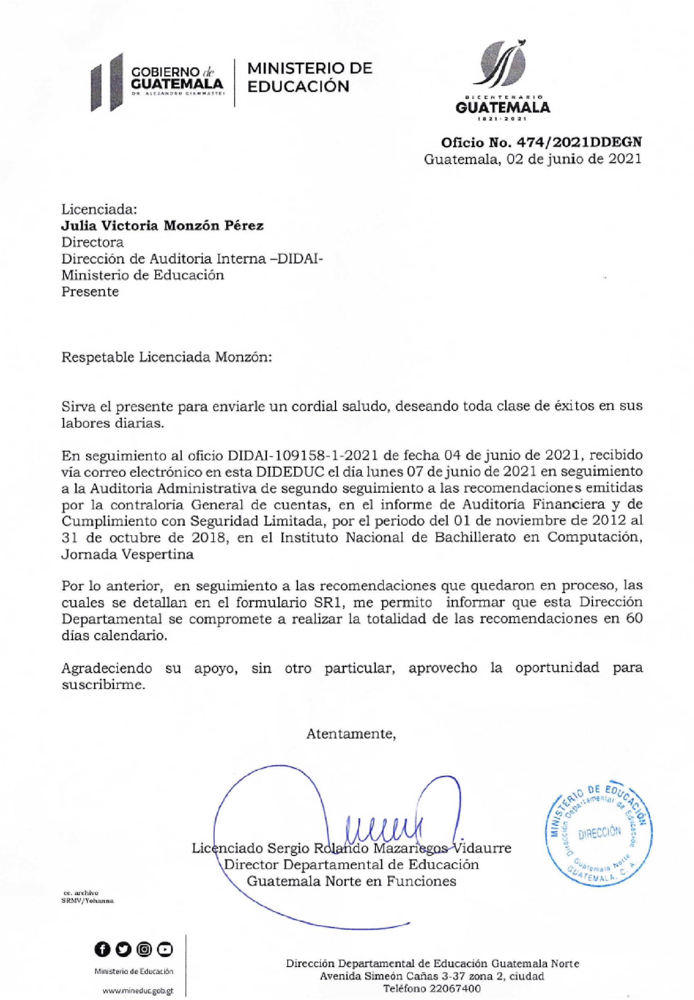 GOBIERNO de
GUATEMALA
DR. ALEJANDRO GIAMMATTEI
MINISTERIO DE
EDUCACIÓN
BICENTENARIO
GUATEMALA
1821-2021
Oficio No. 474/2021DDEGN
Guatemala, 02 de junio de 2021
Licenciada:
Julia Victoria Monzón Pérez
Directora
Dirección de Auditoria Interna –DIDAI-
Ministerio de Educación
Presente
Respetable Licenciada Monzón:
Sirva el presente para enviarle un cordial saludo, deseando toda clase de éxitos en sus
labores diarias.
En seguimiento al oficio DIDAI-109158-1-2021 de fecha 04 de junio de 2021, recibido
vía correo electrónico en esta DIDEDUC el día lunes 07 de junio de 2021 en seguimiento
a la Auditoria Administrativa de segundo seguimiento a las recomendaciones emitidas
por la contraloría General de cuentas, en el informe de Auditoría Financiera y de
Cumplimiento con Seguridad Limitada, por el periodo del 01 de noviembre de 2012 al
31 de octubre de 2018, en el Instituto Nacional de Bachillerato en Computación,
Jornada Vespertina
Por lo anterior, en seguimiento a las recomendaciones que quedaron en proceso, las
cuales se detallan en el formulario SR1, me permito informar que esta Dirección
Departamental se compromete a realizar la totalidad de las recomendaciones en 60
días calendario.
Agradeciendo su apoyo, sin otro particular, aprovecho la oportunidad para
suscribirme.
Atentamente,
Licenciado Sergio Rolando Mazariegos Vidaurre
Director Departamental de Educación
Guatemala Norte en Funciones
MINISTERIO DE EDUCACIÓN
Dirección Departamental de Educación
DIRECCIÓN
Guatemala Norte
GUATEMALA, C. A.
cc. archivo
SRMV/Yohanna
Ministerio de Educación
www.mineduc.gob.gt
Dirección Departamental de Educación Guatemala Norte
Avenida Simeón Cañas 3-37 zona 2, ciudad
Teléfono 22067400